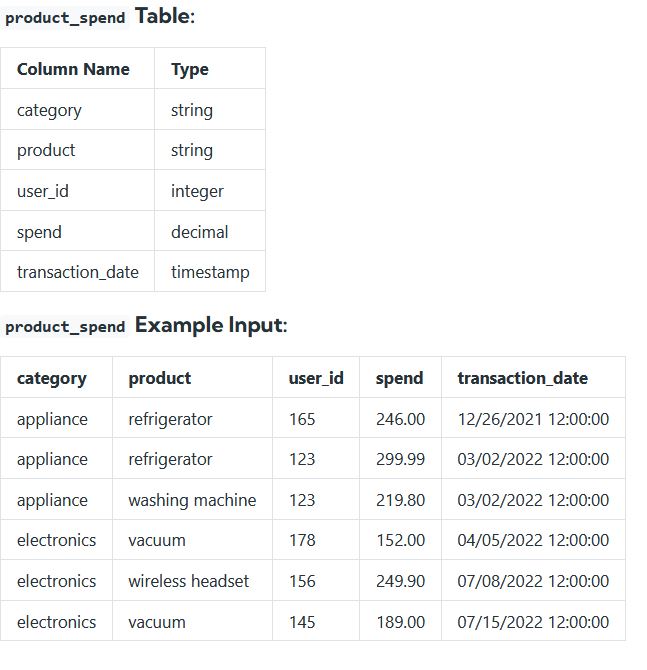 product_spend Table:
Column Name Type
category string
product string
user_id integer
spend decimal
transaction_date timestamp
product_spend Example Input:
category product user_id spend transaction_date
appliance refrigerator 165 246.00 12/26/2021 12:00:00
appliance refrigerator 123 299.99 03/02/2022 12:00:00
appliance washing machine 123 219.80 03/02/2022 12:00:00
electronics vacuum 178 152.00 04/05/2022 12:00:00
electronics wireless headset 156 249.90 07/08/2022 12:00:00
electronics vacuum 145 189.00 07/15/2022 12:00:00